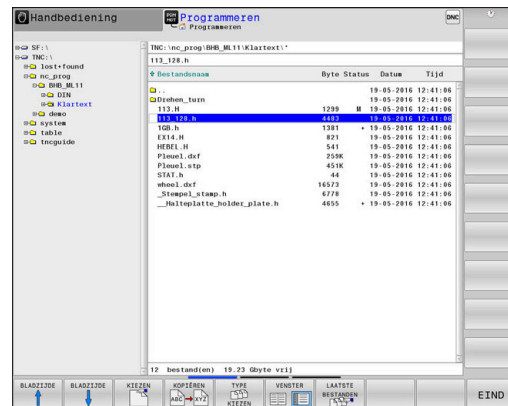 Handbediening
PGM MGT Programmeren
Programmeren
DNC
SF:\
TNC:\
lost+found
nc_prog
BHB_ML11
DIN
Klartext
demo
system
table
tncguide
TNC:\nc_prog\BHB_ML11\Klartext\*
113_128.h
Bestandsnaam Byte Status Datum Tijd
.. 19-05-2016 12:41:06
Drehen_turn 19-05-2016 12:41:06
113.H 1299 M 19-05-2016 12:41:06
113_128.h 4483 19-05-2016 12:41:06
1GB.h 1381 + 19-05-2016 12:41:06
EX14.H 821 19-05-2016 12:41:06
HEBEL.H 541 19-05-2016 12:41:06
Pleuel.dxf 259K 19-05-2016 12:41:06
Pleuel.stp 451K 19-05-2016 12:41:06
STAT.h 44 19-05-2016 12:41:06
wheel.dxf 16573 19-05-2016 12:41:06
_Stempel_stamp.h 6778 19-05-2016 12:41:06
__Halteplatte_holder_plate.h 4655 + 19-05-2016 12:41:06
12 bestand(en) 19.23 Gbyte vrij
BLADZIJDE
BLADZIJDE
KIEZEN
KOPIËREN
ABC XYZ
TYPE
KIEZEN
VENSTER
LAATSTE
BESTANDEN
EIND